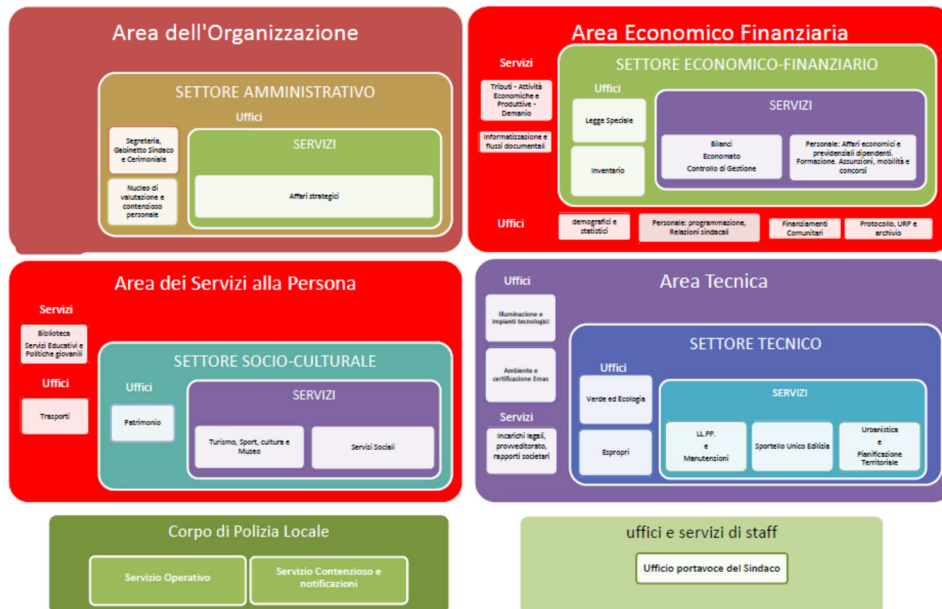 Area dell'Organizzazione
SETTORE AMMINISTRATIVO
Uffici
Segreteria,
Gabinetto Sindaco
e Cerimoniale
Nucleo di
valutazione e
contenzioso
personale
SERVIZI
Affari strategici
Area Economico Finanziaria
Servizi
Tributi - Attività
Economiche e
Produttive -
Demanio
Informatizzazione e
flussi documentali
SETTORE ECONOMICO-FINANZIARIO
Uffici
Legge Speciale
Inventario
SERVIZI
Bilanci
Economato
Controllo di Gestione
Personale: Affari economici e
previdenziali dipendenti.
Formazione. Assunzioni, mobilità e
concorsi
Uffici
demografici e
statistici
Personale: programmazione,
Relazioni sindacali
Finanziamenti
Comunitari
Protocollo, URP e
archivio
Area dei Servizi alla Persona
Servizi
Biblioteca
Servizi Educativi e
Politiche giovanili
Uffici
Trasporti
SETTORE SOCIO-CULTURALE
Uffici
Patrimonio
SERVIZI
Turismo, Sport, cultura e
Museo
Servizi Sociali
Area Tecnica
Uffici
Illuminazione e
impianti tecnologici
Ambiente e
certificazione Emas
Servizi
Incarichi legali,
provveditorato,
rapporti societari
SETTORE TECNICO
Uffici
Verde ed Ecologia
Espropri
SERVIZI
LL.PP.
e
Manutenzioni
Sportello Unico Edilizia
Urbanistica
e
Pianificazione
Territoriale
Corpo di Polizia Locale
Servizio Operativo
Servizio Contenzioso e
notificazioni
uffici e servizi di staff
Ufficio portavoce del Sindaco